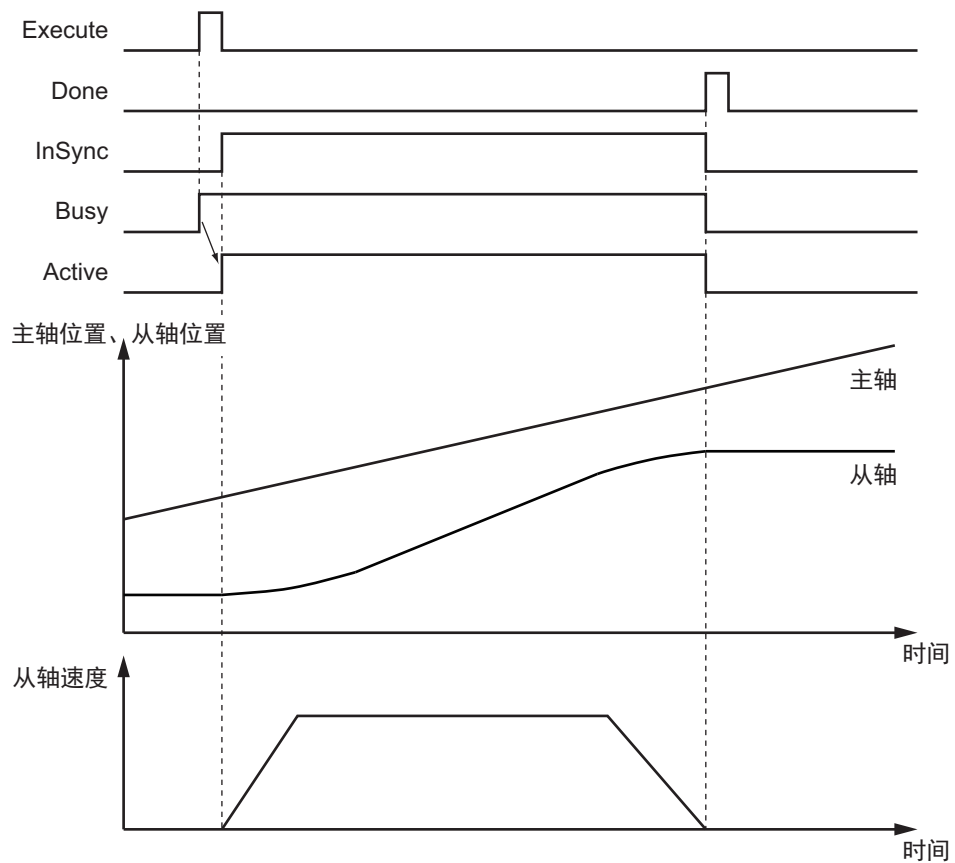 Execute
Done
InSync
Busy
Active
主轴位置、从轴位置
主轴
从轴
时间
从轴速度
时间